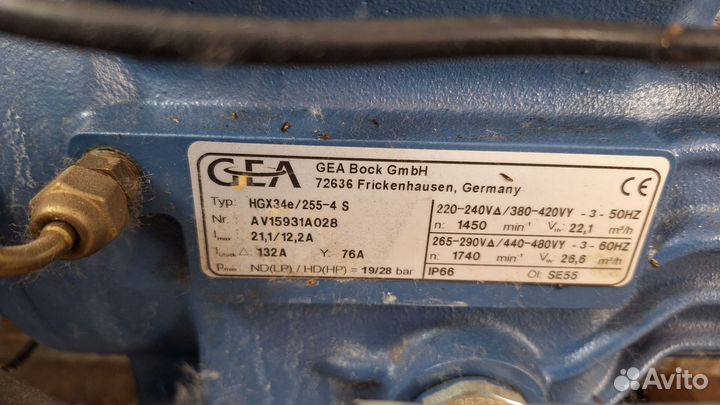 GEA
GEA Bock GmbH
72636 Frickenhausen, Germany
CE
Typ: HGX34e/255-4 S
Nr.: AV15931A028
Imax 21,1/12,2A
Iblock Δ: 132A Y: 76A
pmax ND(LP) / HD(HP) = 19/28 bar
220-240VΔ/380-420VY -3-50HZ
n: 1450 min⁻¹ V̇th 22,1 m³/h
265-290VΔ/440-480VY -3-60HZ
n: 1740 min⁻¹ V̇th 26,6 m³/h
IP66 Öl: SE55
Avito